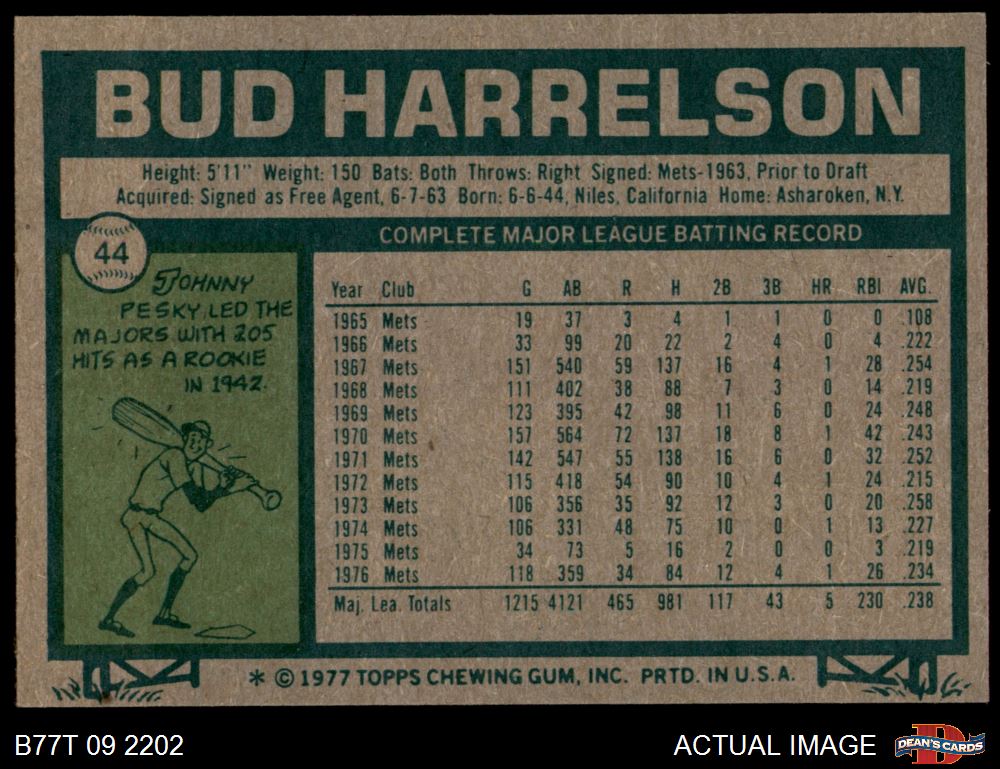 BUD HARRELSON
Height: 5'11" Weight: 150 Bats: Both Throws: Right Signed: Mets-1963, Prior to Draft
Acquired: Signed as Free Agent, 6-7-63 Born: 6-6-44, Niles, California Home: Asharoken, N.Y.
44
JOHNNY
PESKY LED THE
MAJORS WITH 205
HITS AS A ROOKIE
IN 1942.
COMPLETE MAJOR LEAGUE BATTING RECORD
Year Club G AB R H 2B 3B HR RBI AVG.
1965 Mets 19 37 3 4 1 1 0 0 .108
1966 Mets 33 99 20 22 2 4 0 4 .222
1967 Mets 151 540 59 137 16 4 1 28 .254
1968 Mets 111 402 38 88 7 3 0 14 .219
1969 Mets 123 395 42 98 11 6 0 24 .248
1970 Mets 157 564 72 137 18 8 1 42 .243
1971 Mets 142 547 55 138 16 6 0 32 .252
1972 Mets 115 418 54 90 10 4 1 24 .215
1973 Mets 106 356 35 92 12 3 0 20 .258
1974 Mets 106 331 48 75 10 0 1 13 .227
1975 Mets 34 73 5 16 2 0 0 3 .219
1976 Mets 118 359 34 84 12 4 1 26 .234
Maj. Lea. Totals 1215 4121 465 981 117 43 5 230 .238
* © 1977 TOPPS CHEWING GUM, INC. PRTD. IN U.S.A.
B77T 09 2202
ACTUAL IMAGE
D
DEAN'S CARDS